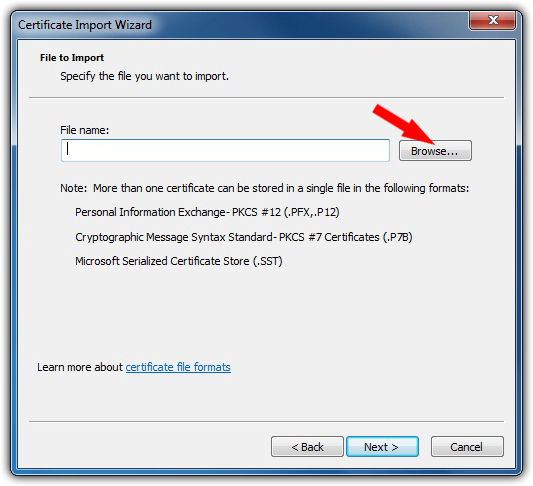 Certificate Import Wizard
File to Import
Specify the file you want to import.
File name:
Browse...
Note:  More than one certificate can be stored in a single file in the following formats:
Personal Information Exchange- PKCS #12 (.PFX,.P12)
Cryptographic Message Syntax Standard- PKCS #7 Certificates (.P7B)
Microsoft Serialized Certificate Store (.SST)
Learn more about certificate file formats
< Back
Next >
Cancel